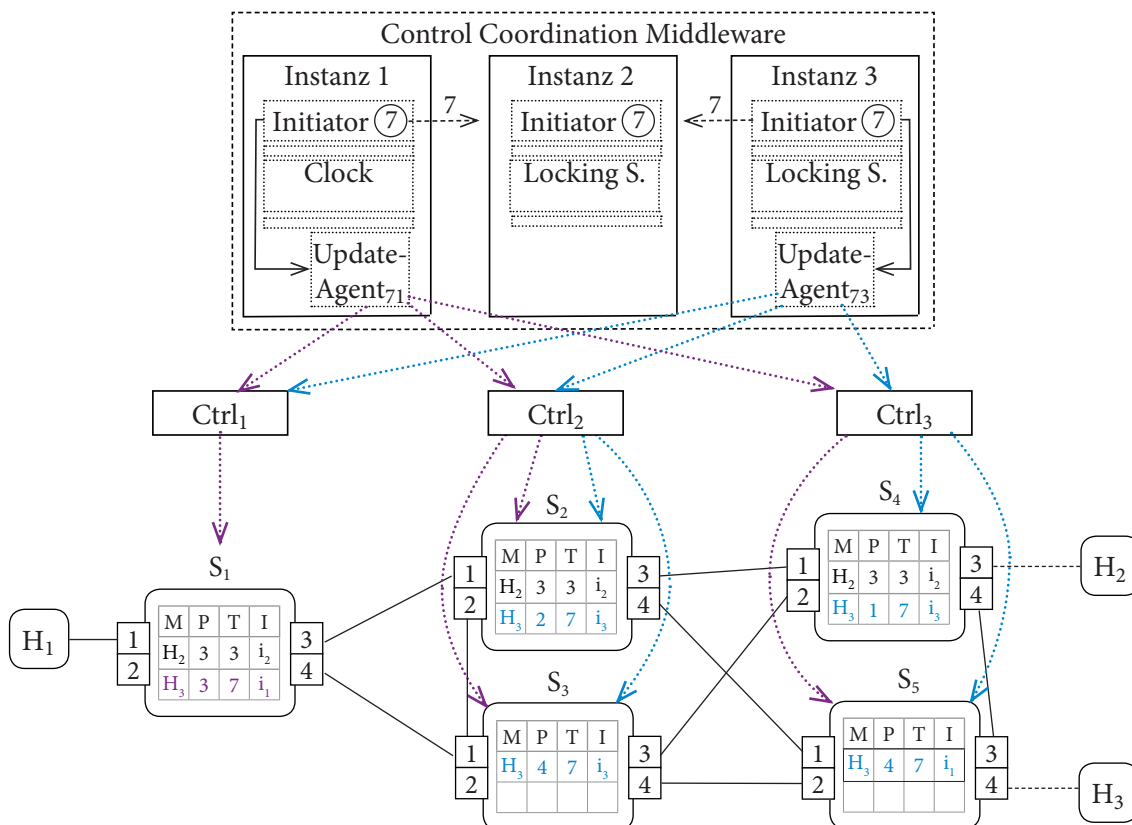 Control Coordination Middleware
Instanz 1
Instanz 2
Instanz 3
Initiator 7
7
Initiator 7
7
Initiator 7
Clock
Locking S.
Locking S.
Update-
Agent71
Update-
Agent73
Ctrl1
Ctrl2
Ctrl3
S1
M P T I
H2 3 3 i2
H3 3 7 i1
1
2
3
4
H1
S2
M P T I
H2 3 3 i2
H3 2 7 i3
1
2
3
4
S4
M P T I
H2 3 3 i2
H3 1 7 i3
1
2
3
4
H2
S3
M P T I
H3 4 7 i3
1
2
3
4
S5
M P T I
H3 4 7 i1
1
2
3
4
H3